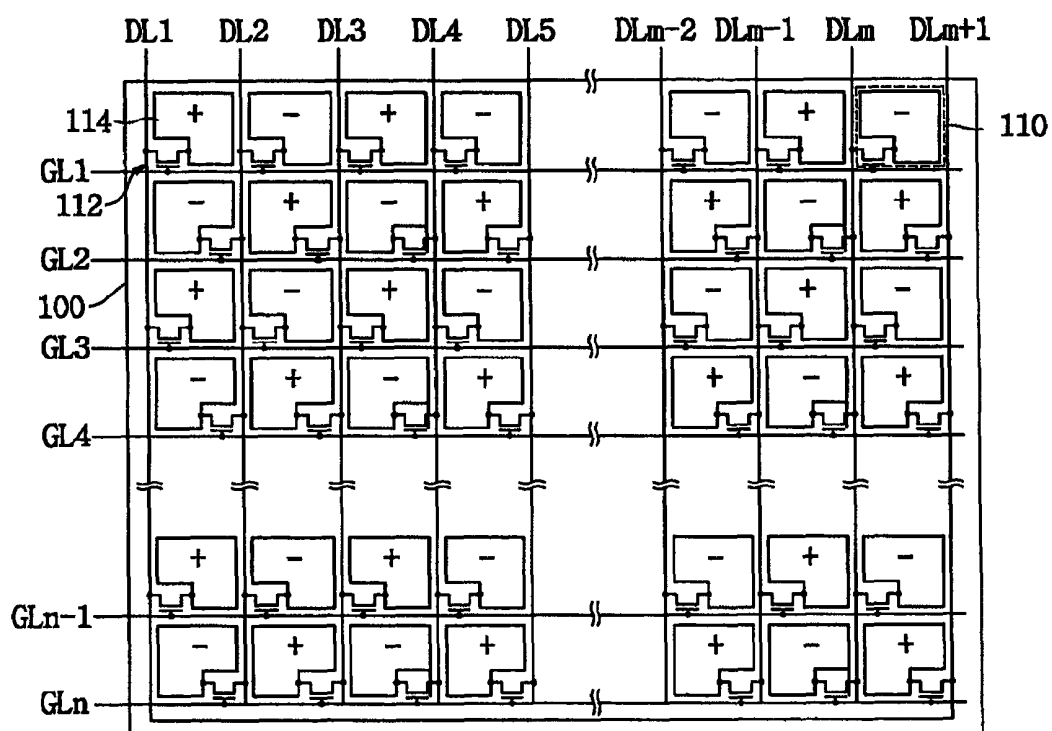 DL1 DL2 DL3 DL4 DL5 DLm-2 DLm-1 DLm DLm+1
114 + - + - - + - 110
GL1
112 - + - + + - +
GL2
100 + - + - - + -
GL3
- + - + + - +
GL4
+ - + - - + -
GLn-1
- + - + + - +
GLn